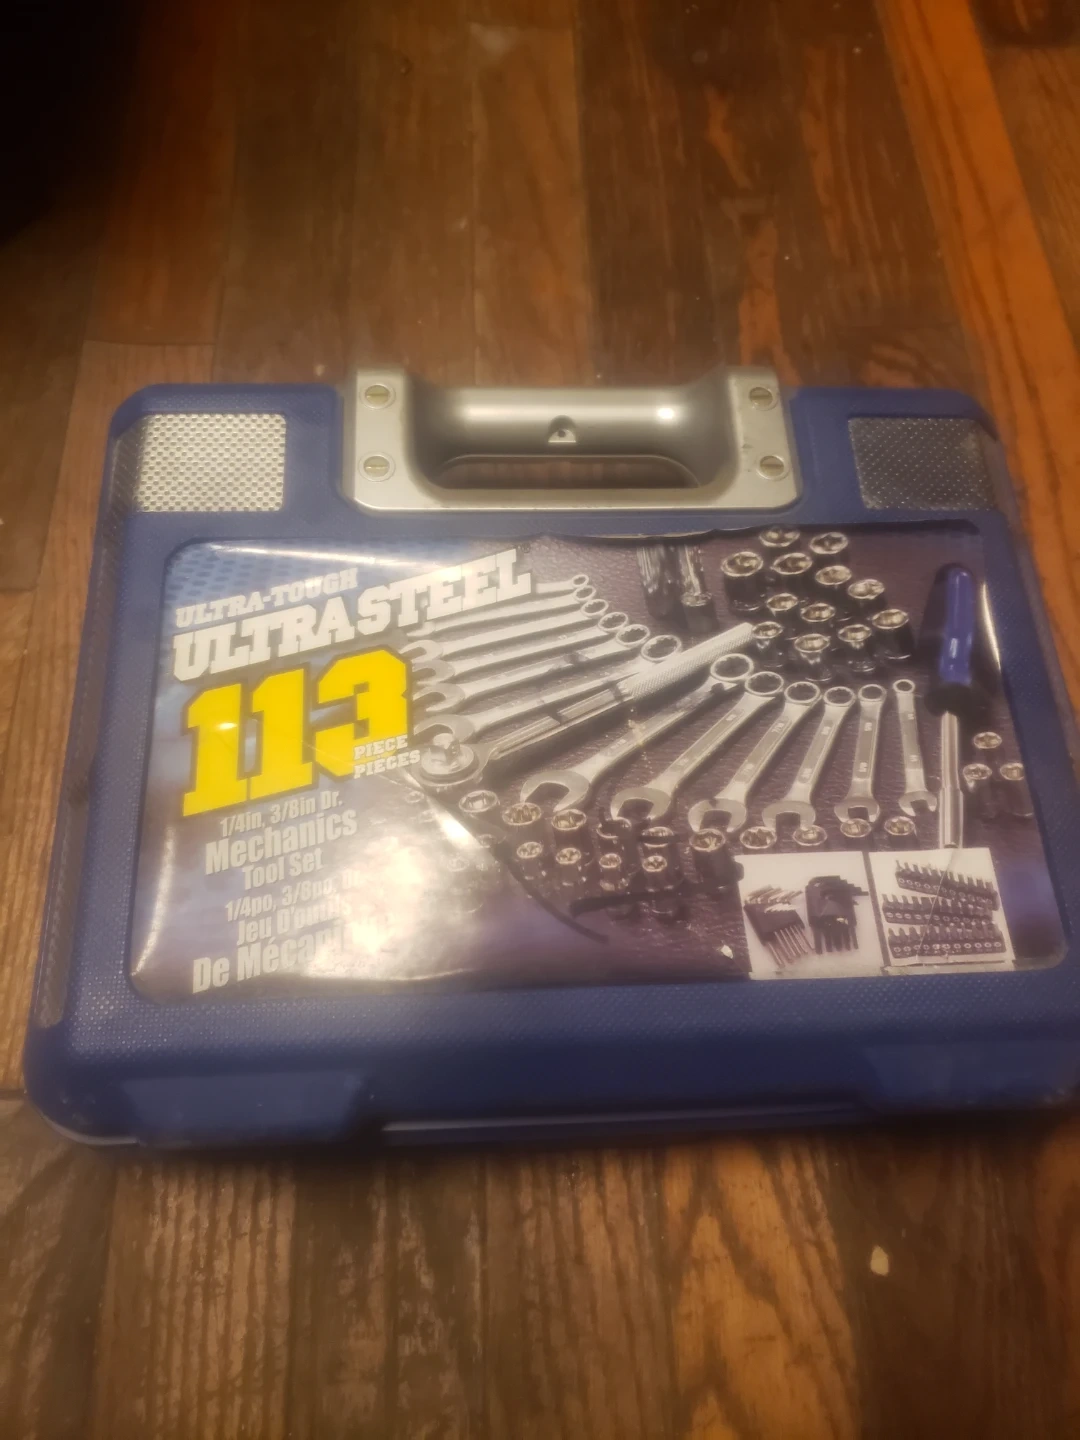 ULTRA-TOUGH
ULTRASTEEL®
113
PIECE
PIECES
1/4in, 3/8in Dr.
Mechanics
Tool Set
1/4po, 3/8po,
Jeu
De